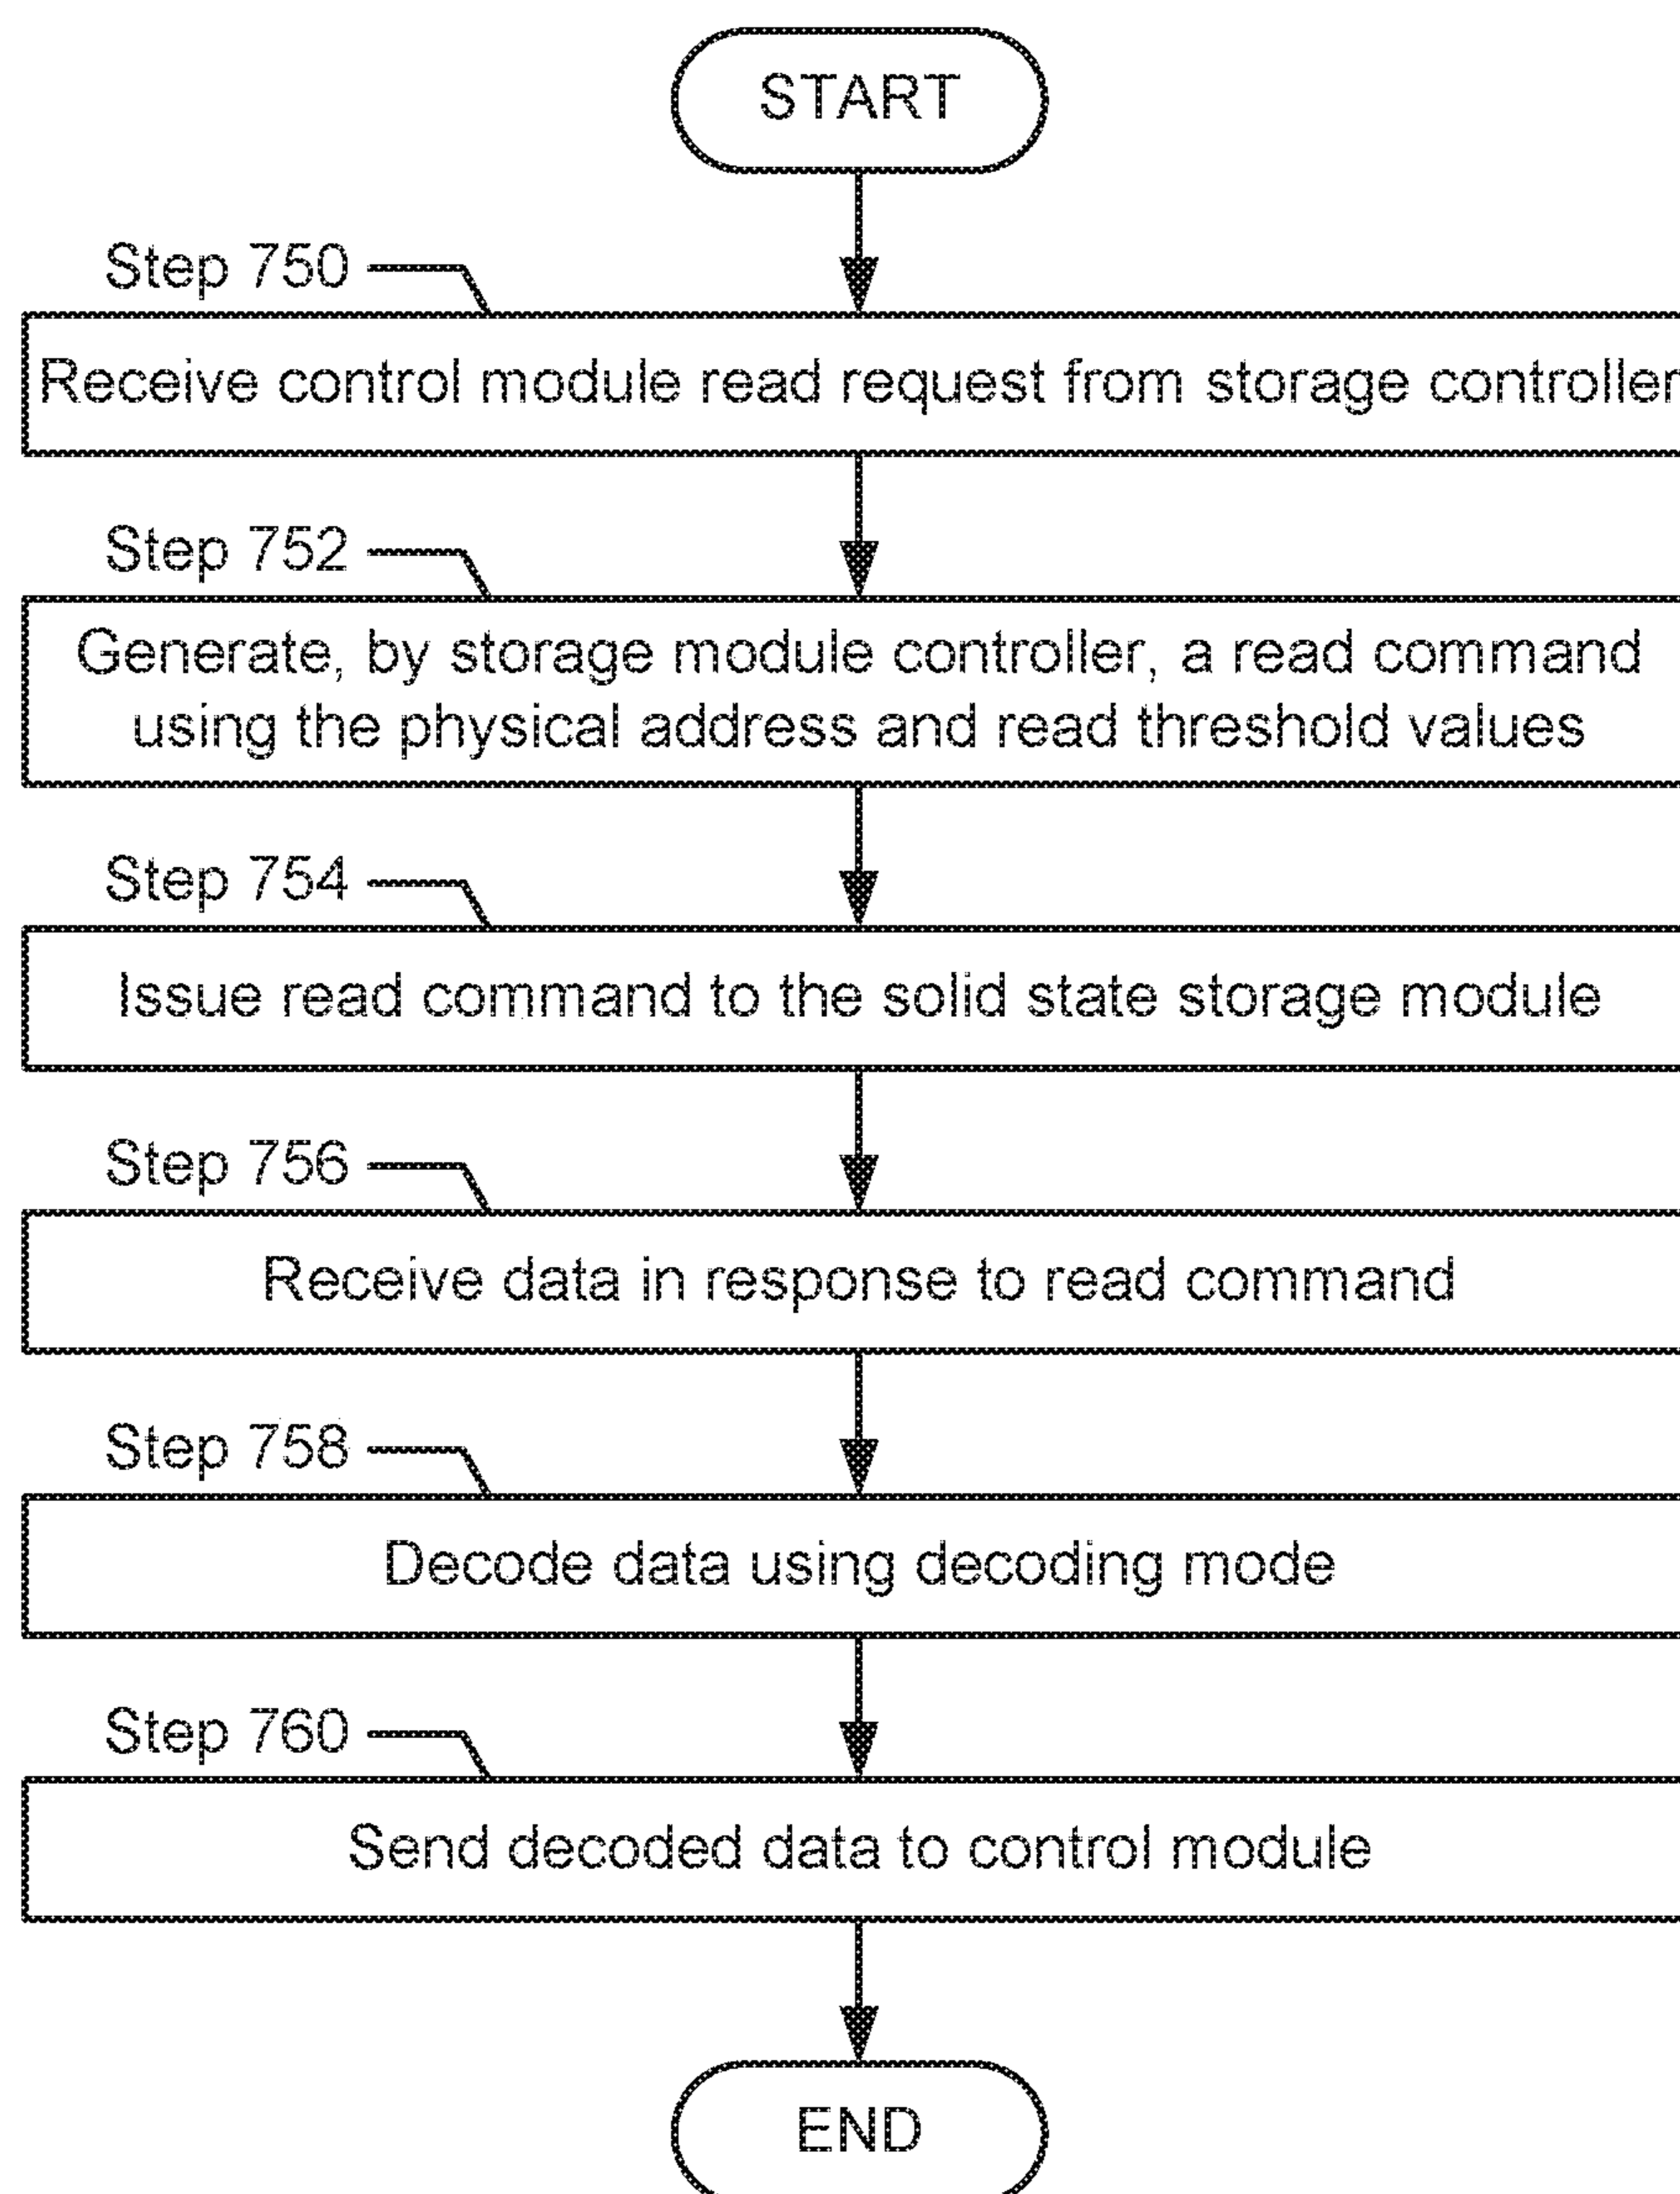 START
Step 750
Receive control module read request from storage controller
Step 752
Generate, by storage module controller, a read command
using the physical address and read threshold values
Step 754
Issue read command to the solid state storage module
Step 756
Receive data in response to read command
Step 758
Decode data using decoding mode
Step 760
Send decoded data to control module
END